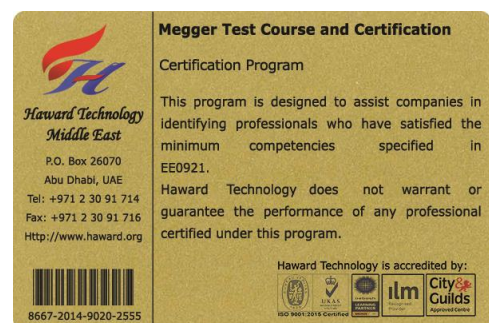 Haward Technology
Middle East
P.O. Box 26070
Abu Dhabi, UAE
Tel: +971 2 30 91 714
Fax: +971 2 30 91 716
Http://www.haward.org
8667-2014-9020-2555
Megger Test Course and Certification
Certification Program
This program is designed to assist companies in
identifying professionals who have satisfied the
minimum competencies specified in
EE0921.
Haward Technology does not warrant or
guarantee the performance of any professional
certified under this program.
Haward Technology is accredited by:
UKAS
ISO 9001:2015 Certified
ilm
City &
Guilds
Approved Centre